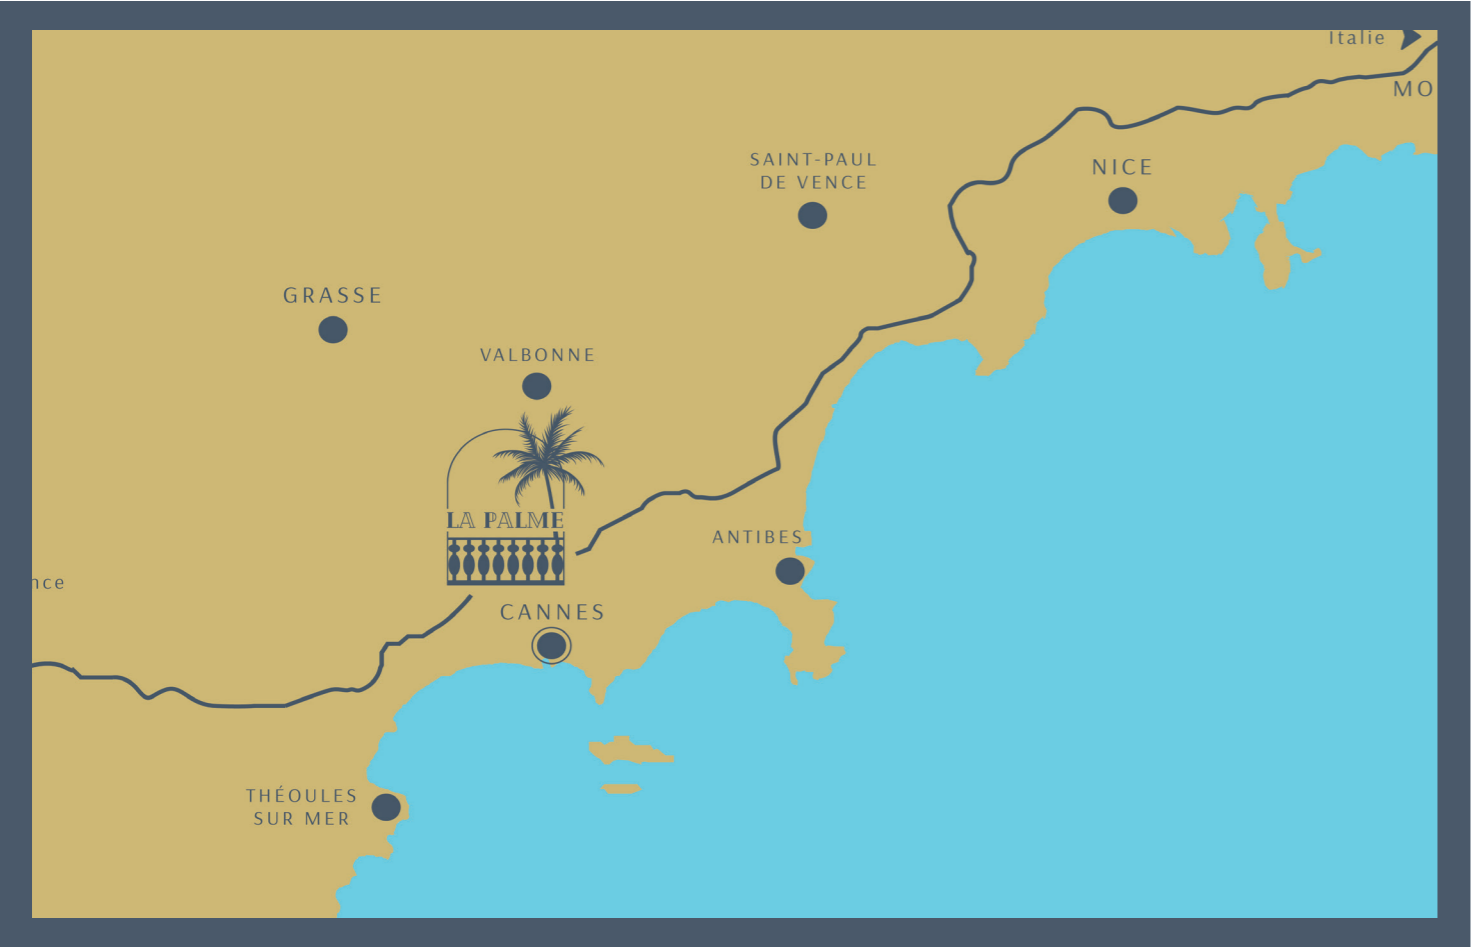 Italie
MO
SAINT-PAUL
DE VENCE
NICE
GRASSE
VALBONNE
LA PALME
ANTIBES
nce
CANNES
THÉOULES
SUR MER